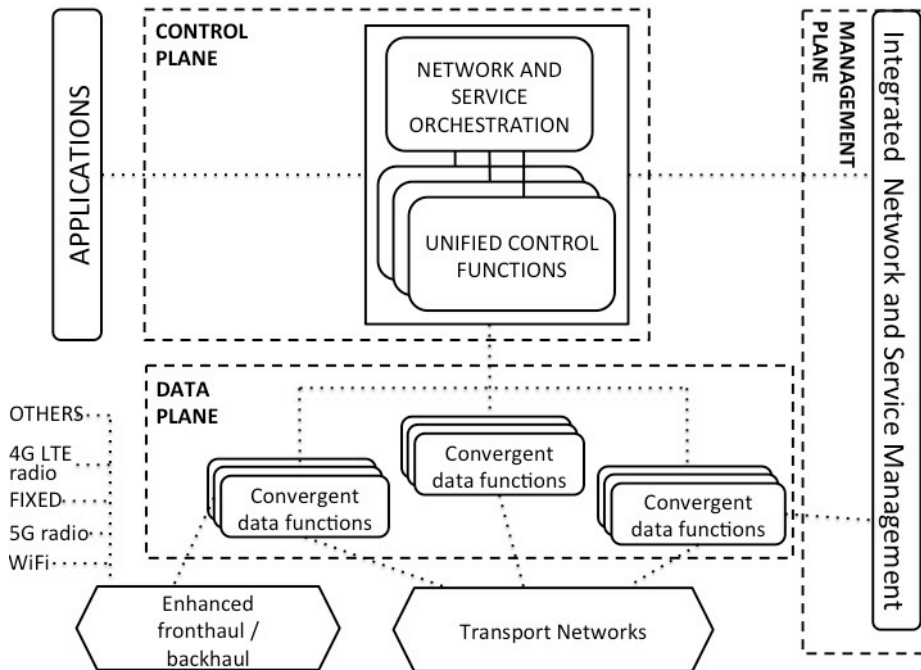 APPLICATIONS
CONTROL
PLANE
NETWORK AND
SERVICE
ORCHESTRATION
UNIFIED CONTROL
FUNCTIONS
MANAGEMENT
PLANE
Integrated Network and Service Management
DATA
PLANE
Convergent
data functions
Convergent
data functions
Convergent
data functions
OTHERS
4G LTE
radio
FIXED
5G radio
WiFi
Enhanced
fronthaul /
backhaul
Transport Networks